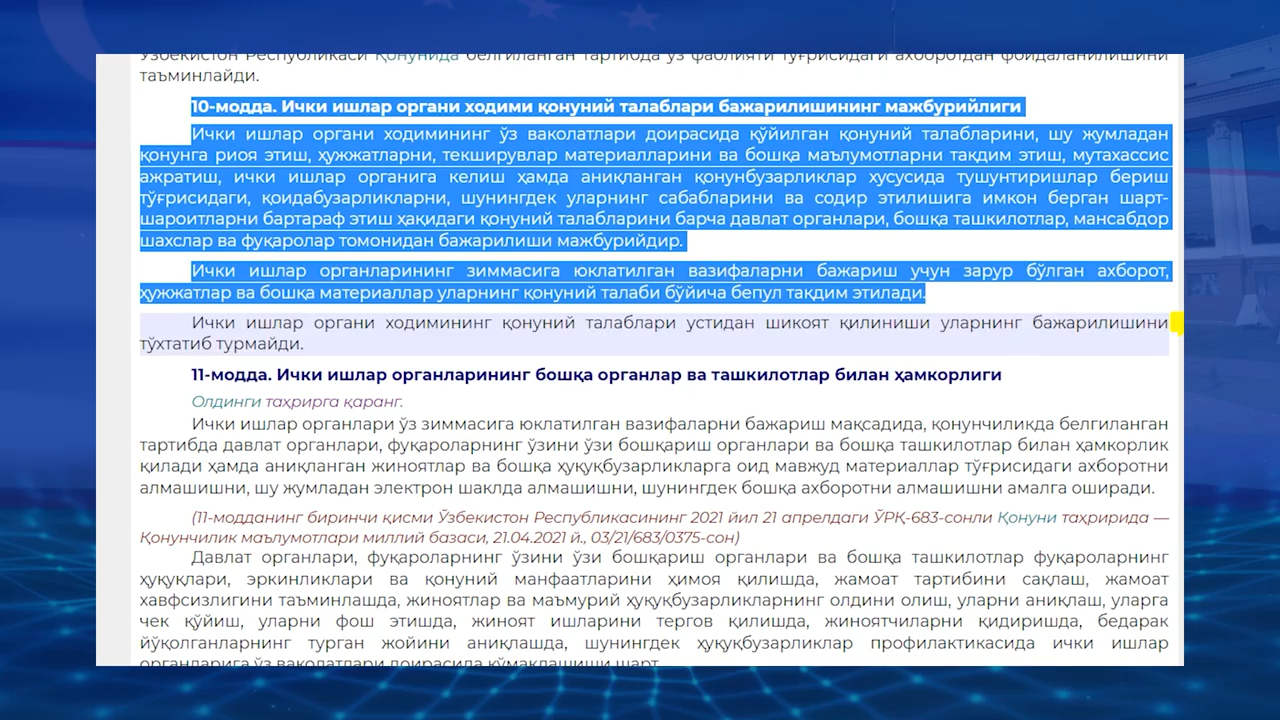 Ўзбекистон Республикаси Қонунида белгиланган тартибда ўз фаолияти тўғрисидаги ахборотдан фойдаланилишини
таъминлайди.
10-модда. Ички ишлар органи ходими қонуний талаблари бажарилишининг мажбурийлиги
Ички ишлар органи ходимининг ўз ваколатлари доирасида қўйилган қонуний талабларини, шу жумладан
қонунга риоя этиш, ҳужжатларни, текширувлар материалларини ва бошқа маълумотларни тақдим этиш, мутахассис
ажратиш, ички ишлар органига келиш ҳамда аниқланган қонунбузарликлар хусусида тушунтиришлар бериш
тўғрисидаги, қоидабузарликларни, шунингдек уларнинг сабабларини ва содир этилишига имкон берган шарт-
шароитларни бартараф этиш ҳақидаги қонуний талабларини барча давлат органлари, бошқа ташкилотлар, мансабдор
шахслар ва фуқаролар томонидан бажарилиши мажбурийдир.
Ички ишлар органларининг зиммасига юклатилган вазифаларни бажариш учун зарур бўлган ахборот,
ҳужжатлар ва бошқа материаллар уларнинг қонуний талаби бўйича бепул тақдим этилади.
Ички ишлар органи ходимининг қонуний талаблари устидан шикоят қилиниши уларнинг бажарилишини
тўхтатиб турмайди.
11-модда. Ички ишлар органларининг бошқа органлар ва ташкилотлар билан ҳамкорлиги
Олдинги таҳрирга қаранг.
Ички ишлар органлари ўз зиммасига юклатилган вазифаларни бажариш мақсадида, қонунчиликда белгиланган
тартибда давлат органлари, фуқароларнинг ўзини ўзи бошқариш органлари ва бошқа ташкилотлар билан ҳамкорлик
қилади ҳамда аниқланган жиноятлар ва бошқа ҳуқуқбузарликларга оид мавжуд материаллар тўғрисидаги ахборотни
алмашишни, шу жумладан электрон шаклда алмашишни, шунингдек бошқа ахборотни алмашишни амалга оширади.
(11-модданинг биринчи қисми Ўзбекистон Республикасининг 2021 йил 21 апрелдаги ЎРҚ-683-сонли Қонуни таҳририда —
Қонунчилик маълумотлари миллий базаси, 21.04.2021 й., 03/21/683/0375-сон)
Давлат органлари, фуқароларнинг ўзини ўзи бошқариш органлари ва бошқа ташкилотлар фуқароларнинг
ҳуқуқлари, эркинликлари ва қонуний манфаатларини ҳимоя қилишда, жамоат тартибини сақлаш, жамоат
хавфсизлигини таъминлашда, жиноятлар ва маъмурий ҳуқуқбузарликларнинг олдини олиш, уларни аниқлаш, уларга
чек қўйиш, уларни фош этишда, жиноят ишларини тергов қилишда, жиноятчиларни қидиришда, бедарак
йўқолганларнинг турган жойини аниқлашда, шунингдек ҳуқуқбузарликлар профилактикасида ички ишлар
органларига ўз ваколатлари доирасида кўмаклашиши шарт.